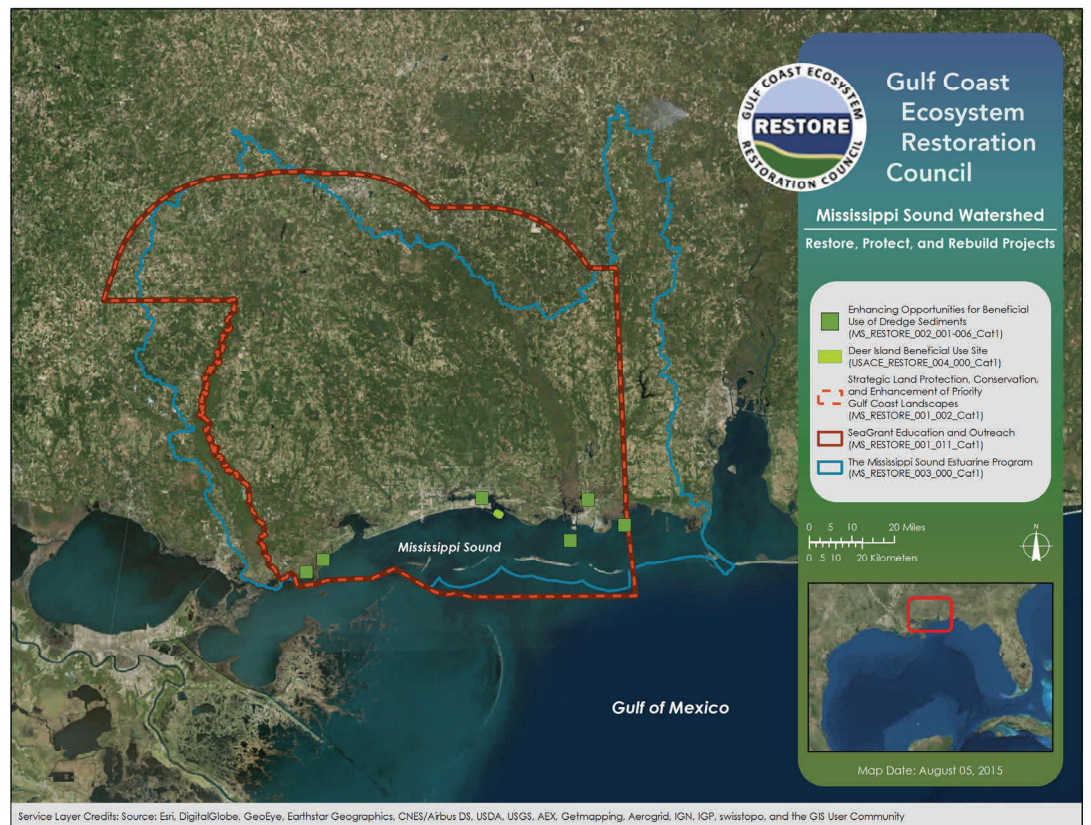 GULF COAST ECOSYSTEM
RESTORE
RESTORATION COUNCIL
Gulf Coast
Ecosystem
Restoration
Council
Mississippi Sound Watershed
Restore, Protect, and Rebuild Projects
Enhancing Opportunities for Beneficial
Use of Dredge Sediments
(MS_RESTORE_002_001-006_Cat1)
Deer Island Beneficial Use Site
(USACE_RESTORE_004_000_Cat1)
Strategic Land Protection, Conservation,
and Enhancement of Priority
Gulf Coast Landscapes
(MS_RESTORE_001_002_Cat1)
SeaGrant Education and Outreach
(MS_RESTORE_001_011_Cat1)
The Mississippi Sound Estuarine Program
(MS_RESTORE_003_000_Cat1)
0 5 10 20 Miles
0 5 10 20 Kilometers
N
Mississippi Sound
Gulf of Mexico
Map Date: August 05, 2015
Service Layer Credits: Source: Esri, DigitalGlobe, GeoEye, Earthstar Geographics, CNES/Airbus DS, USDA, USGS, AEX, Getmapping, Aerogrid, IGN, IGP, swisstopo, and the GIS User Community